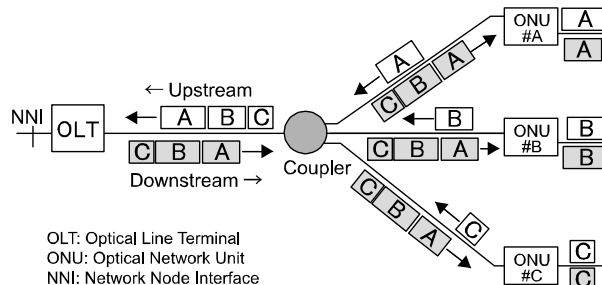 ONU #A
A
A
A
C B A
← Upstream
NNI
OLT
A B C
C B A
Downstream →
Coupler
B
C B A
ONU #B
B
B
C B A
C
ONU #C
C
C
OLT: Optical Line Terminal
ONU: Optical Network Unit
NNI: Network Node Interface